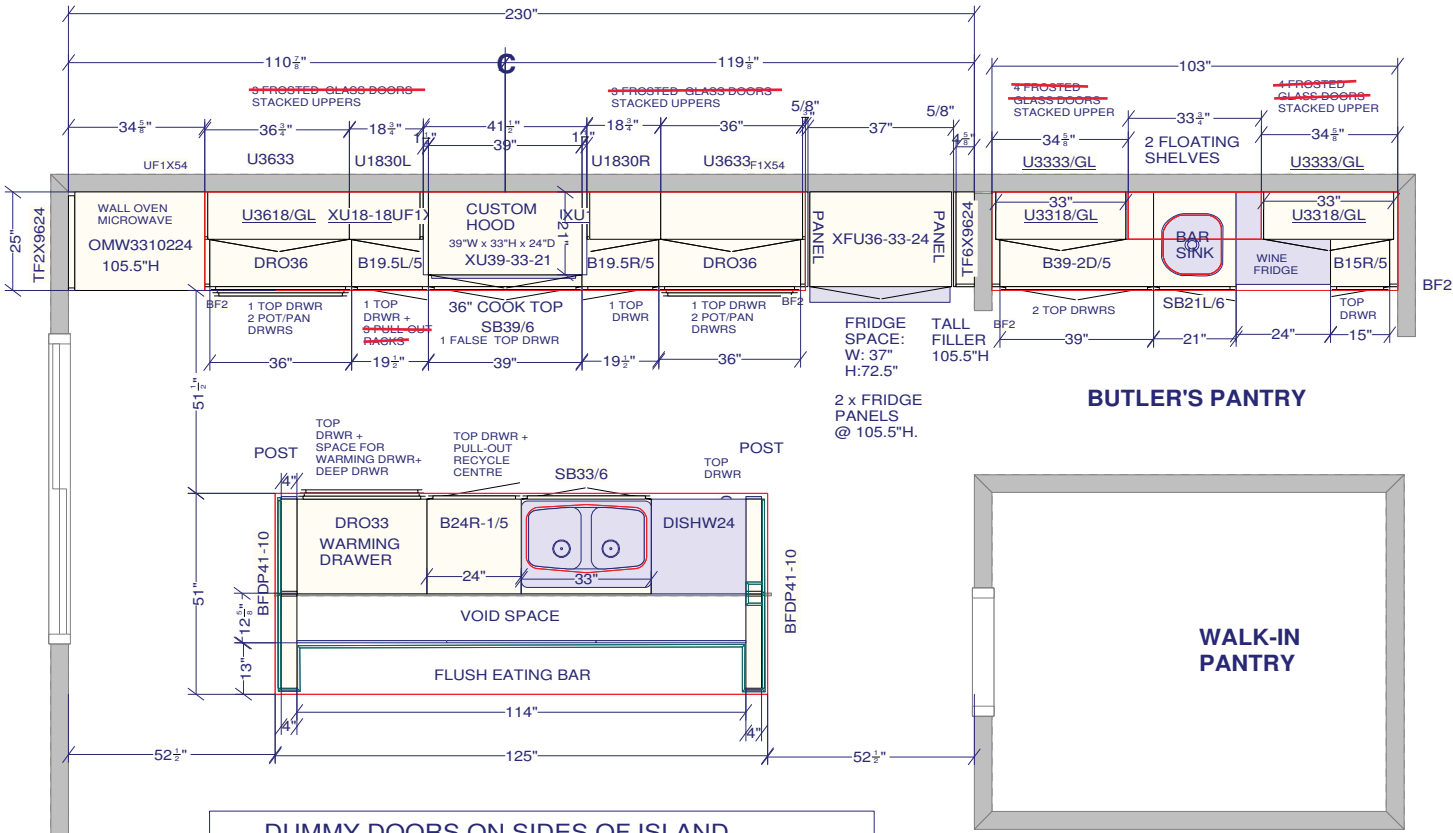 230"
110 7/8"
C
119 1/8"
103"
3 FROSTED GLASS DOORS
STACKED UPPERS
3 FROSTED GLASS DOORS
STACKED UPPERS
4 FROSTED
GLASS DOORS
STACKED UPPER
4 FROSTED
GLASS DOORS
STACKED UPPER
34 5/8"
36 3/4"
18 3/4"
41 1/2"
39"
18 3/4"
36"
5/8"
37"
5/8"
4 5/8"
34 5/8"
33 3/4"
34 5/8"
UF1X54
U3633
U1830L
U1830R
U3633
F1X54
U3333/GL
2 FLOATING
SHELVES
U3333/GL
25"
TF2X9624
WALL OVEN
MICROWAVE
OMW3310224
105.5"H
U3618/GL
XU18-18UF1X
CUSTOM
HOOD
39"W x 33"H x 24"D
XU39-33-21
21"
DRO36
B19.5L/5
B19.5R/5
DRO36
PANEL
XFU36-33-24
PANEL
TF6X9624
33"
U3318/GL
B39-2D/5
BAR
SINK
WINE
FRIDGE
33"
U3318/GL
B15R/5
BF2
BF2
1 TOP DRWR
2 POT/PAN
DRWRS
1 TOP
DRWR +
3 PULL-OUT
RACKS
36" COOK TOP
SB39/6
1 FALSE TOP DRWR
1 TOP
DRWR
1 TOP DRWR
2 POT/PAN
DRWRS
BF2
BF2
2 TOP DRWRS
SB21L/6
TOP
DRWR
36"
19 1/2"
39"
19 1/2"
36"
39"
21"
24"
15"
FRIDGE
SPACE:
W: 37"
H:72.5"
2 x FRIDGE
PANELS
@ 105.5"H.
TALL
FILLER
105.5"H
BUTLER'S PANTRY
51 1/2"
POST
4"
TOP
DRWR +
SPACE FOR
WARMING DRWR+
DEEP DRWR
TOP DRWR +
PULL-OUT
RECYCLE
CENTRE
SB33/6
TOP
DRWR
POST
DRO33
WARMING
DRAWER
B24R-1/5
DISHW24
24"
33"
BFDP41-10
BFDP41-10
51"
12 5/8"
13"
VOID SPACE
FLUSH EATING BAR
114"
4"
4"
52 1/2"
125"
52 1/2"
WALK-IN
PANTRY
DUMMY DOORS ON SIDES OF ISLAND